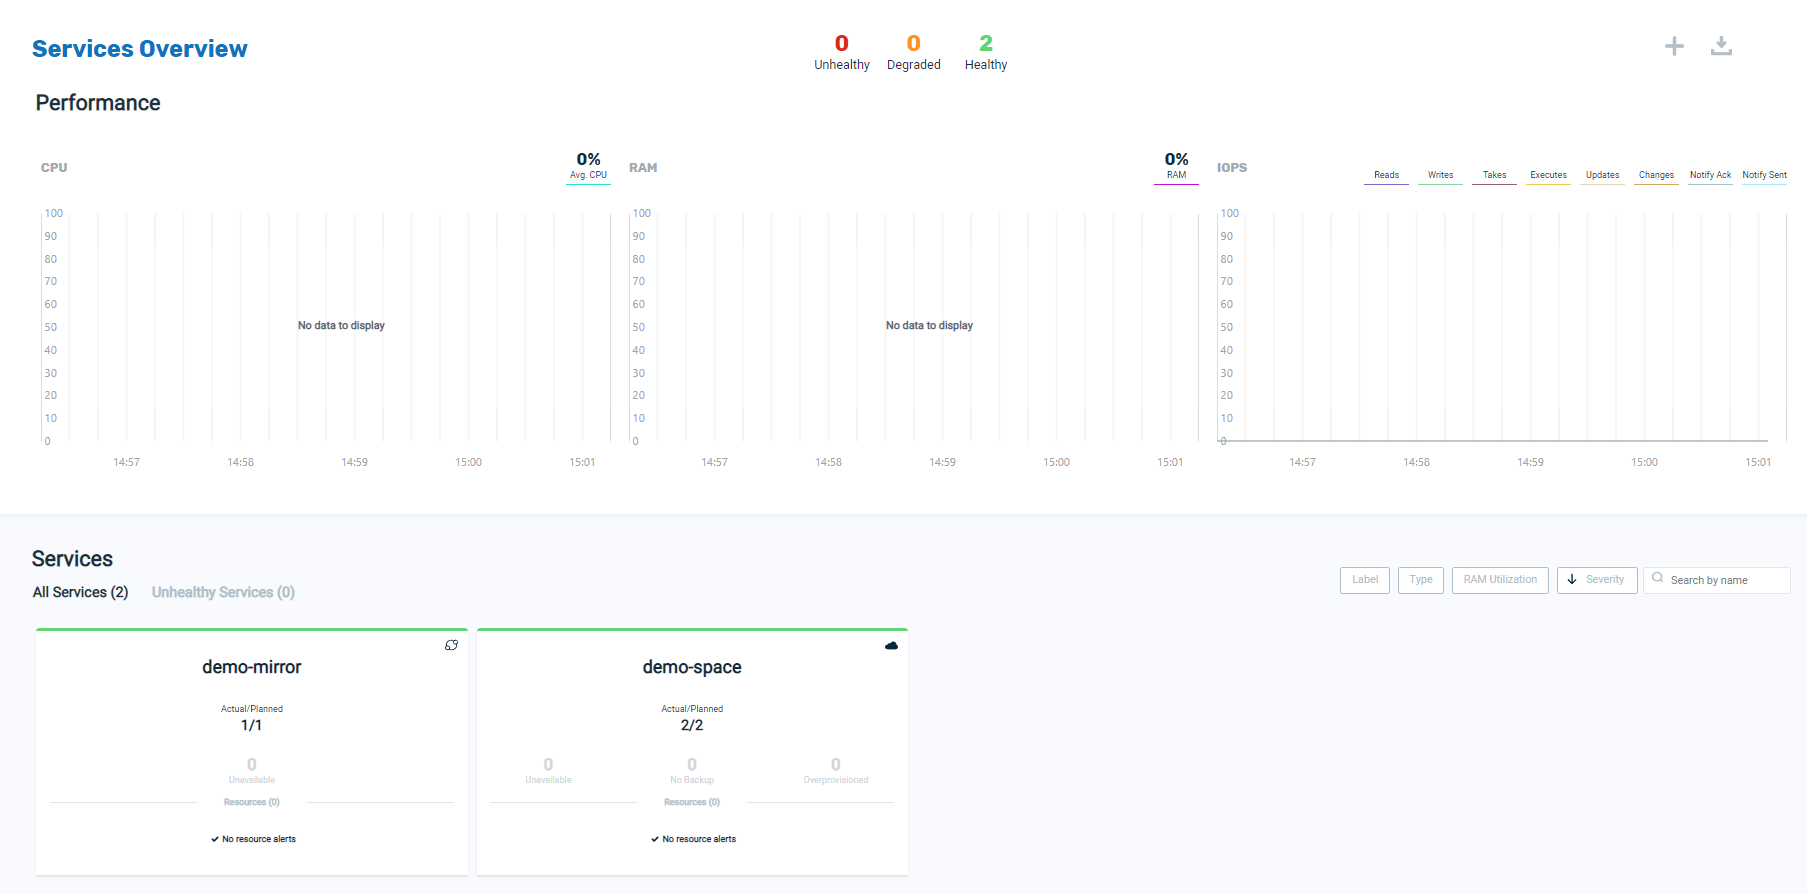 Services Overview
0
Unhealthy
0
Degraded
2
Healthy
Performance
CPU
0%
Avg. CPU
100
90
80
70
60
50
40
30
20
10
0
No data to display
14:57 14:58 14:59 15:00 15:01
RAM
0%
RAM
100
90
80
70
60
50
40
30
20
10
0
No data to display
14:57 14:58 14:59 15:00 15:01
IOPS
Reads Writes Takes Executes Updates Changes Notify Ack Notify Sent
100
90
80
70
60
50
40
30
20
10
0
14:57 14:58 14:59 15:00 15:01
Services
All Services (2) Unhealthy Services (0)
Label Type RAM Utilization Severity Search by name
demo-mirror
Actual/Planned
1/1
0
Unavailable
Resources (0)
No resource alerts
demo-space
Actual/Planned
2/2
0
Unavailable
0
No Backup
0
Overprovisioned
Resources (0)
No resource alerts